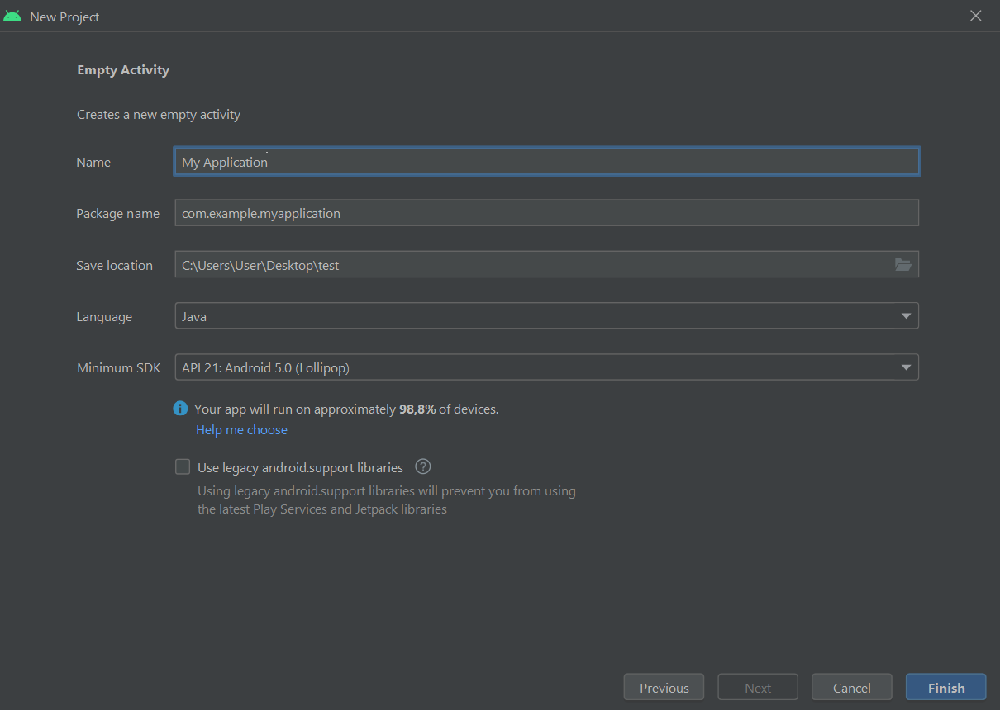 New Project
Empty Activity
Creates a new empty activity
Name My Application
Package name com.example.myapplication
Save location C:\Users\User\Desktop\test
Language Java
Minimum SDK API 21: Android 5.0 (Lollipop)
Your app will run on approximately 98,8% of devices.
Help me choose
Use legacy android.support libraries ?
Using legacy android.support libraries will prevent you from using
the latest Play Services and Jetpack libraries
Previous Next Cancel Finish